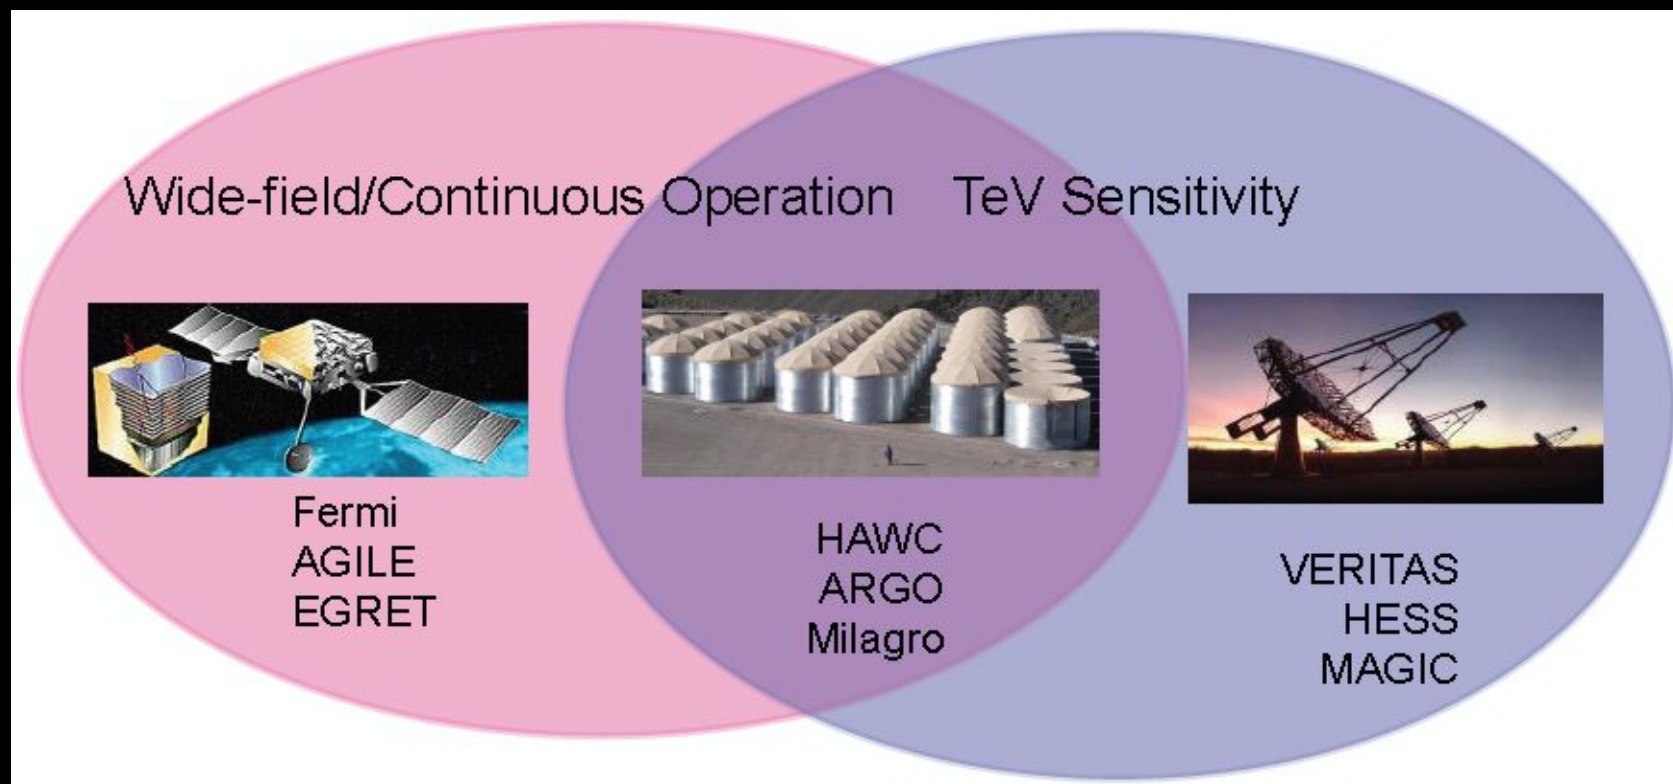 Wide-field/Continuous Operation
TeV Sensitivity
Fermi
AGILE
EGRET
HAWC
ARGO
Milagro
VERITAS
HESS
MAGIC